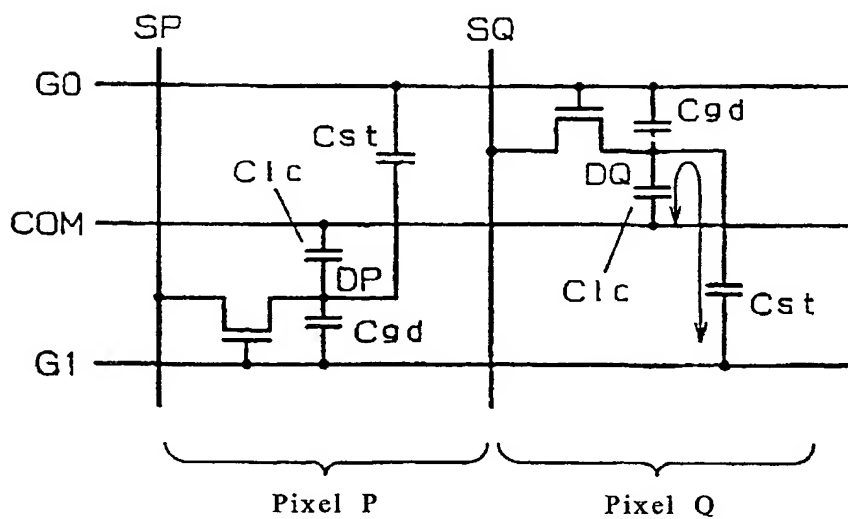 SP SQ
G0
Cst Cgd
Clc
DQ
COM
DP
Clc
Cst
Cgd
G1
Pixel P Pixel Q